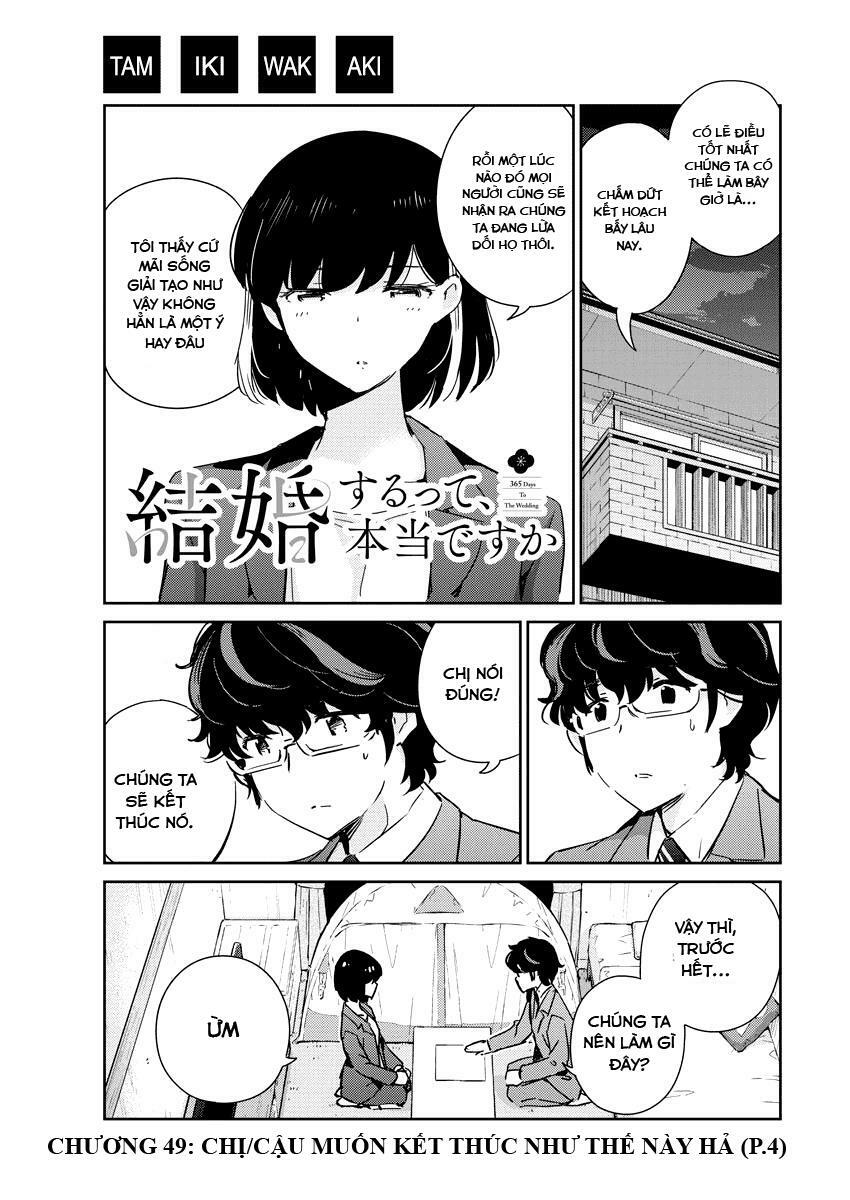 TAM IKI WAK AKI
CÓ LẼ ĐIỀU
TỐT NHẤT
CHÚNG TA CÓ
THỂ LÀM BÂY
GIỜ LÀ...
CHẤM DỨT
KẾT HOẠCH
BẤY LÂU
NAY.
RỒI MỘT LÚC
NÀO ĐÓ MỌI
NGƯỜI CŨNG SẼ
NHẬN RA CHÚNG
TA ĐANG LỪA
DỐI HỌ THÔI.
TÔI THẤY CỨ
MÃI SỐNG
GIẢI TẠO NHƯ
VẬY KHÔNG
HẲN LÀ MỘT Ý
HAY ĐÂU
結婚するって、
本当ですか
365 Days
To
The Wedding
CHỊ NÓI
ĐÚNG!
CHÚNG TA
SẼ KẾT
THÚC NÓ.
VẬY THÌ,
TRƯỚC
HẾT...
CHÚNG TA
NÊN LÀM GÌ
ĐÂY?
ỪM
CHƯƠNG 49: CHỊ/CẬU MUỐN KẾT THÚC NHƯ THẾ NÀY HẢ (P.4)